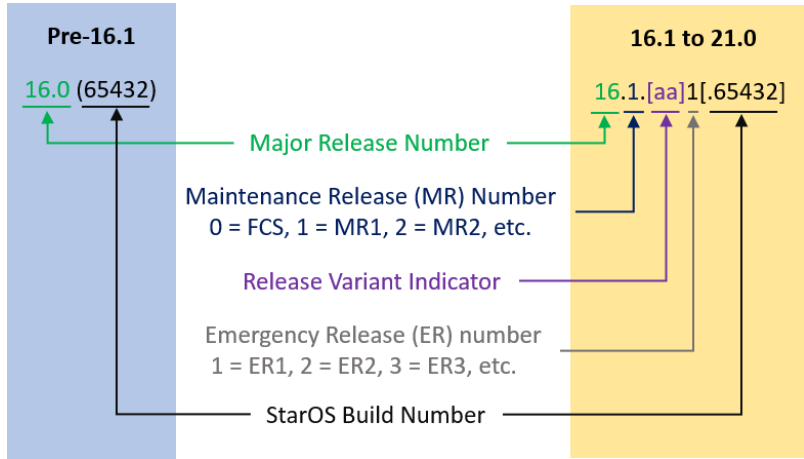 Pre-16.1
16.1 to 21.0
16.0 (65432)
16.1.[aa]1[.65432]
Major Release Number
Maintenance Release (MR) Number
0 = FCS, 1 = MR1, 2 = MR2, etc.
Release Variant Indicator
Emergency Release (ER) number
1 = ER1, 2 = ER2, 3 = ER3, etc.
StarOS Build Number